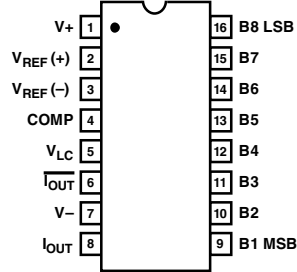 V+ 1 16 B8 LSB
VREF (+) 2 15 B7
VREF (–) 3 14 B6
COMP 4 13 B5
VLC 5 12 B4
IOUT 6 11 B3
V– 7 10 B2
IOUT 8 9 B1 MSB